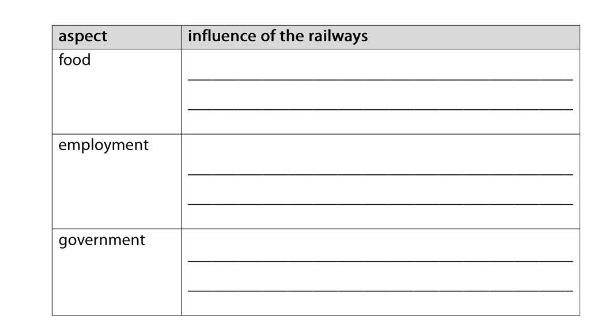 aspect influence of the railways
food
employment
government